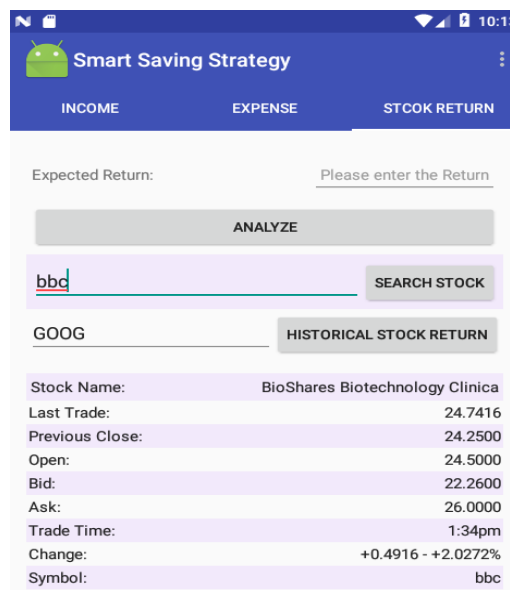 10:1
Smart Saving Strategy
INCOME EXPENSE STCOK RETURN
Expected Return: Please enter the Return
ANALYZE
bbc SEARCH STOCK
GOOG HISTORICAL STOCK RETURN
Stock Name: BioShares Biotechnology Clinica
Last Trade: 24.7416
Previous Close: 24.2500
Open: 24.5000
Bid: 22.2600
Ask: 26.0000
Trade Time: 1:34pm
Change: +0.4916 - +2.0272%
Symbol: bbc